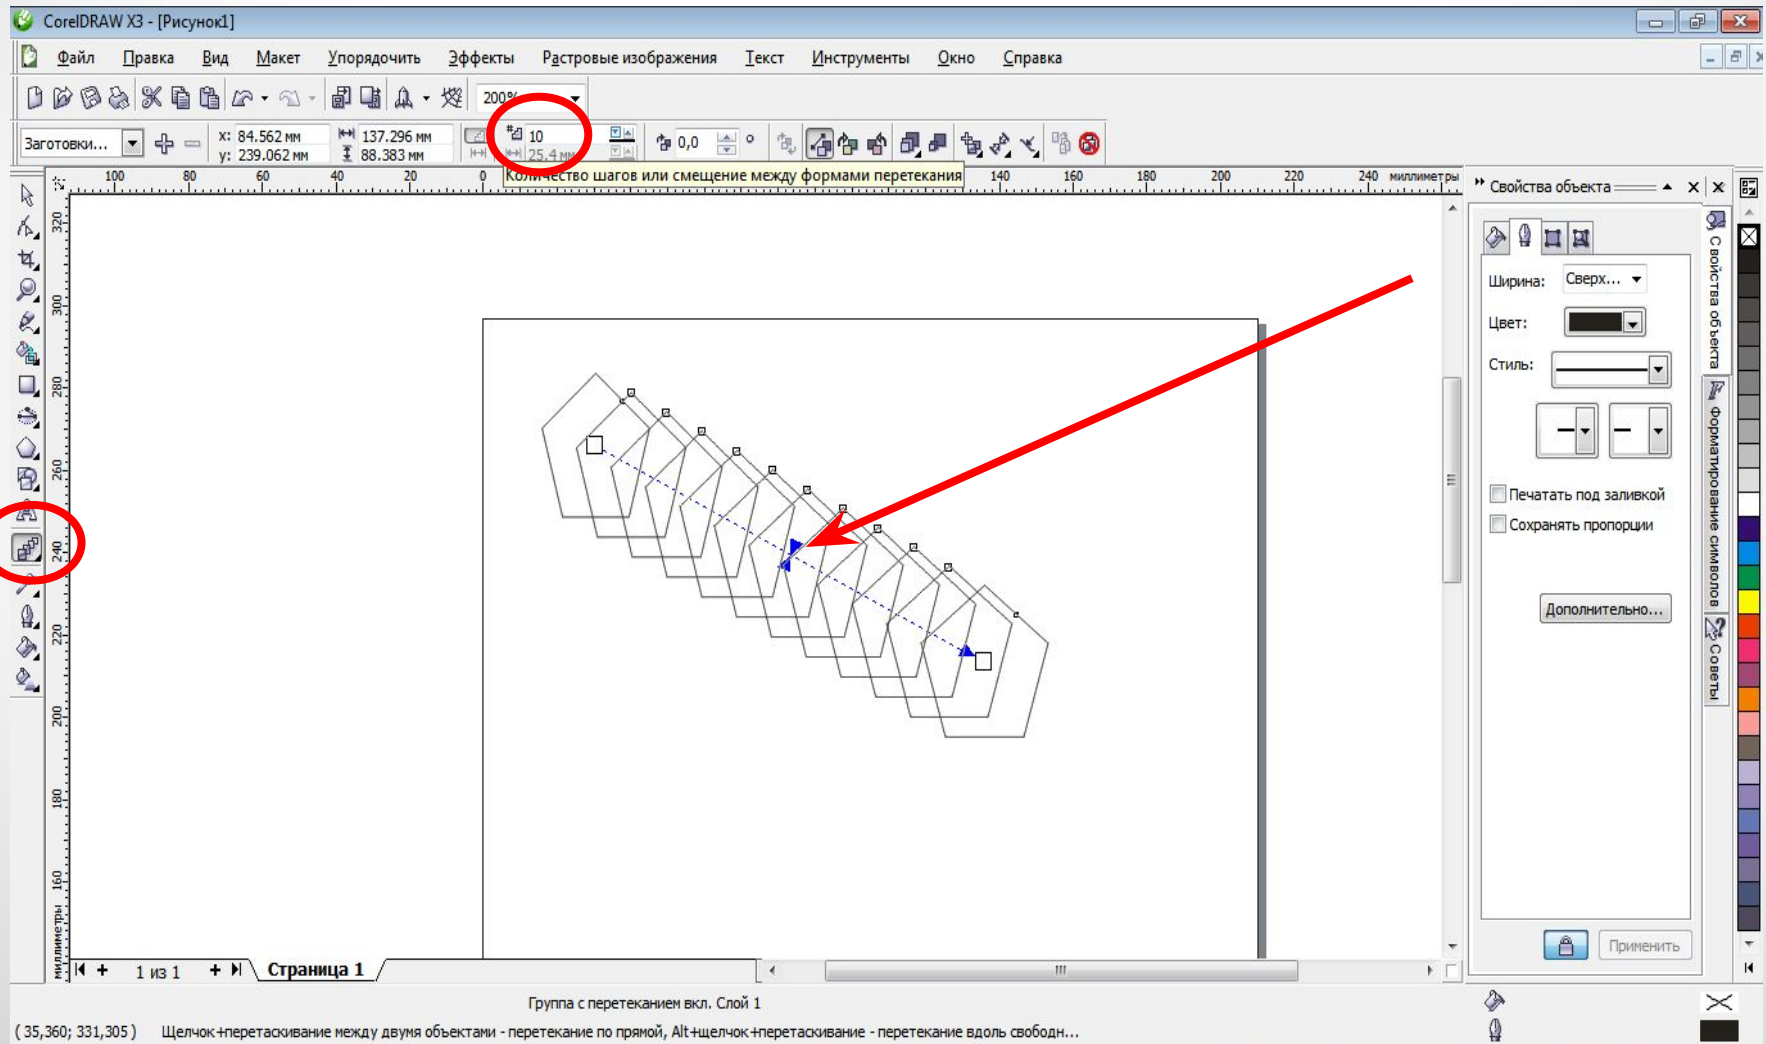 CorelDRAW X3 - [Рисунок1]
Файл Правка Вид Макет Упорядочить Эффекты Растровые изображения Текст Инструменты Окно Справка
200%
Заготовки... x: 84.562 мм 137.296 мм 10 0,0 °
y: 239.062 мм 88.383 мм 25,4 мм
Количество шагов или смещение между формами перетекания
100 80 60 40 20 0 140 160 180 200 220 240 миллиметры
320
300
280
260
240
220
200
180
160
миллиметры
Свойства объекта
Ширина: Сверх...
Цвет:
Стиль:
Печатать под заливкой
Сохранять пропорции
Дополнительно...
Применить
Свойства объекта
Форматирование символов
Советы
1 из 1 Страница 1
Группа с перетеканием вкл. Слой 1
( 35,360; 331,305 ) Щелчок+перетаскивание между двумя объектами - перетекание по прямой, Alt+щелчок+перетаскивание - перетекание вдоль свободн...